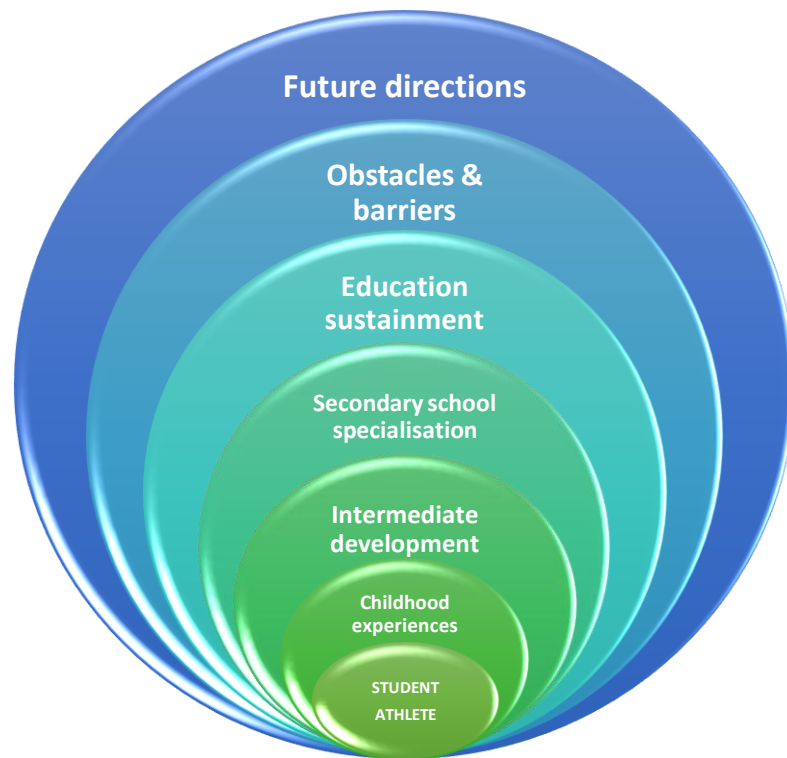 Future directions
Obstacles &
barriers
Education
sustainment
Secondary school
specialisation
Intermediate
development
Childhood
experiences
STUDENT
ATHLETE